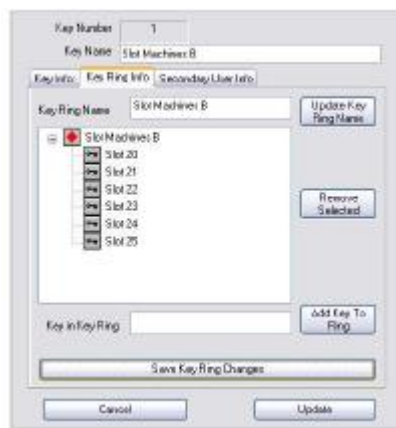 Key Number 1
Key Name Slot Machines B
Key Info Key Ring Info Secondary User Info
Key Ring Name Slot Machines B Update Key Ring Name
Slot Machines B
Slot 20
Slot 21
Slot 22
Slot 23
Slot 24
Slot 25
Remove Selected
Key in Key Ring Add Key To Ring
Save Key Ring Changes
Cancel Update